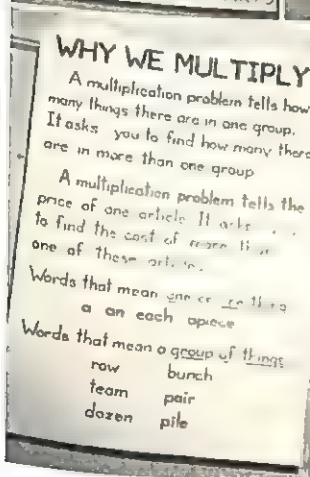 WHY WE MULTIPLY
A multiplication problem tells how
many things there are in one group.
It asks you to find how many there
are in more than one group
A multiplication problem tells the
price of one article It asks
to find the cost of more than
one of these
Words that mean one
a an each apiece
Words that mean a group of things
row bunch
team pair
dozen pile